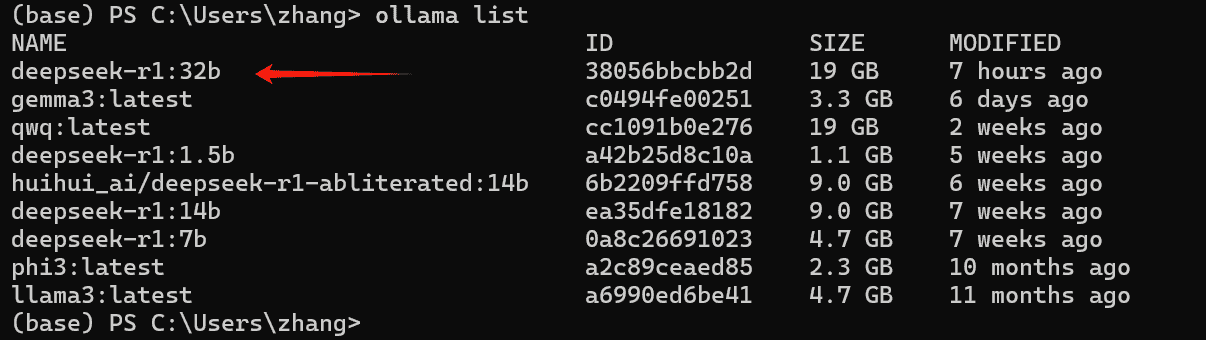 (base) PS C:\Users\zhang> ollama list
NAME ID SIZE MODIFIED
deepseek-r1:32b 38056bbcbb2d 19 GB 7 hours ago
gemma3:latest c0494fe00251 3.3 GB 6 days ago
qwq:latest cc1091b0e276 19 GB 2 weeks ago
deepseek-r1:1.5b a42b25d8c10a 1.1 GB 5 weeks ago
huihui_ai/deepseek-r1-abliterated:14b 6b2209ffd758 9.0 GB 6 weeks ago
deepseek-r1:14b ea35dfe18182 9.0 GB 7 weeks ago
deepseek-r1:7b 0a8c26691023 4.7 GB 7 weeks ago
phi3:latest a2c89ceaed85 2.3 GB 10 months ago
llama3:latest a6990ed6be41 4.7 GB 11 months ago
(base) PS C:\Users\zhang>